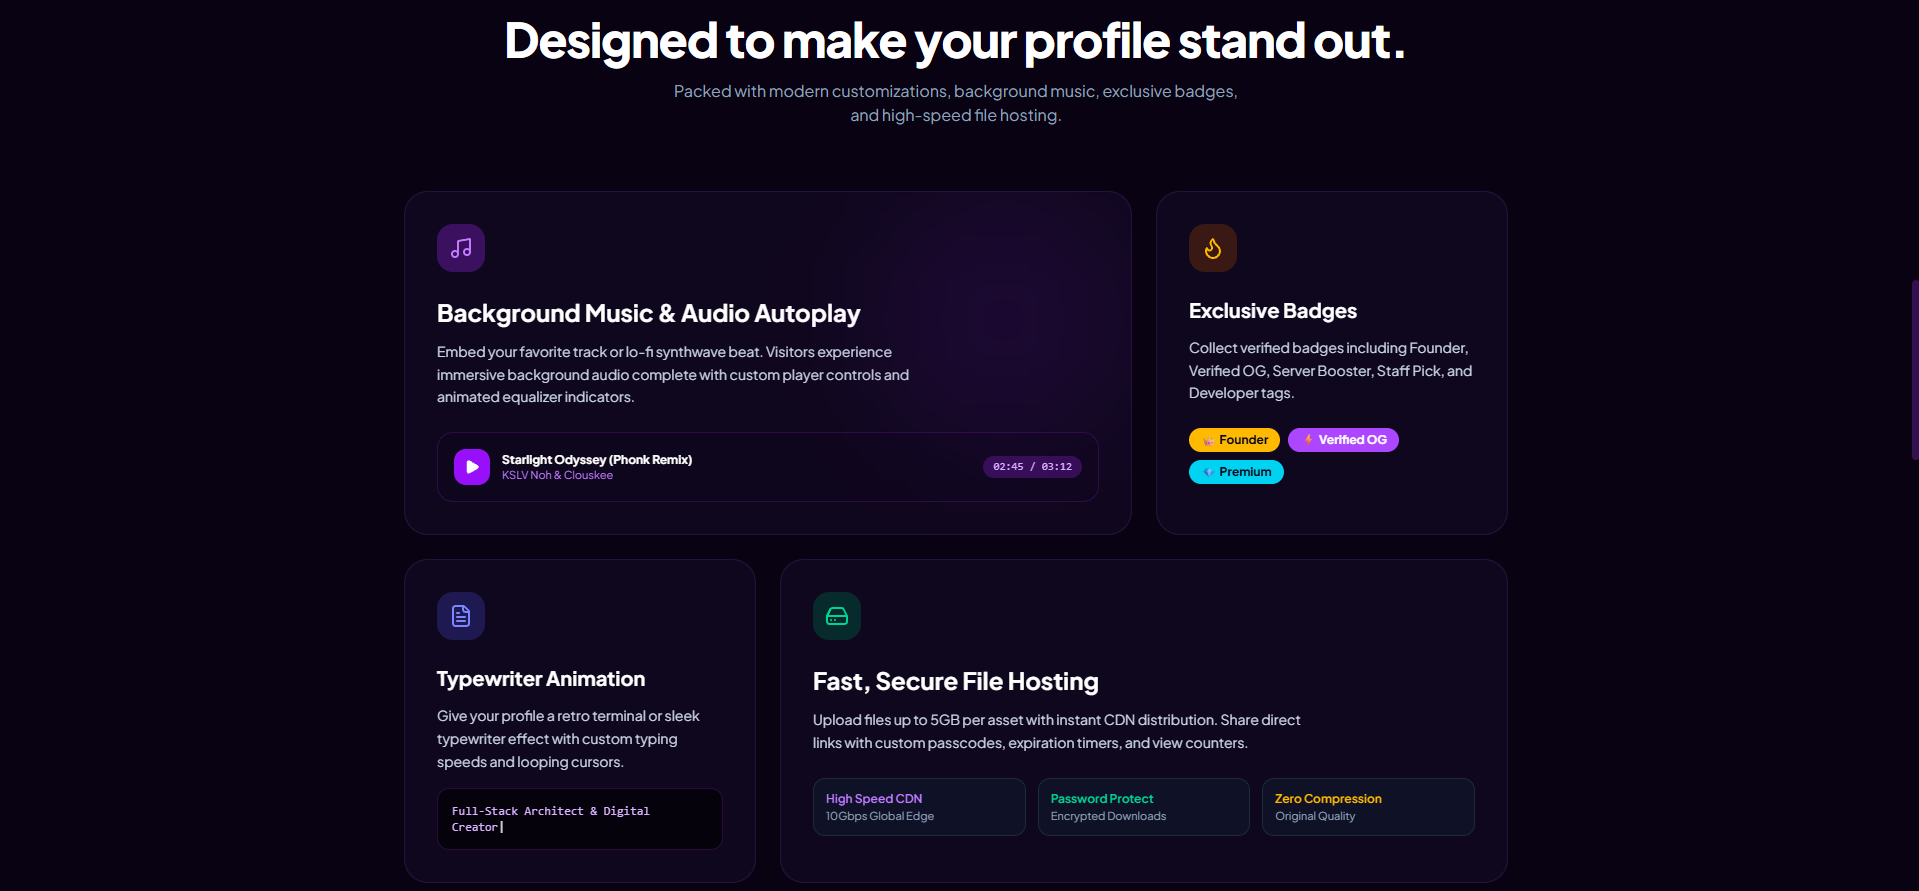 Designed to make your profile stand out.
Packed with modern customizations, background music, exclusive badges,
and high-speed file hosting.
Background Music & Audio Autoplay
Embed your favorite track or lo-fi synthwave beat. Visitors experience
immersive background audio complete with custom player controls and
animated equalizer indicators.
Starlight Odyssey (Phonk Remix)
KSLV Noh & Clouskee
02:45 / 03:12
Exclusive Badges
Collect verified badges including Founder,
Verified OG, Server Booster, Staff Pick, and
Developer tags.
Founder
Verified OG
Premium
Typewriter Animation
Give your profile a retro terminal or sleek
typewriter effect with custom typing
speeds and looping cursors.
Full-Stack Architect & Digital
Creator
Fast, Secure File Hosting
Upload files up to 5GB per asset with instant CDN distribution. Share direct
links with custom passcodes, expiration timers, and view counters.
High Speed CDN
10Gbps Global Edge
Password Protect
Encrypted Downloads
Zero Compression
Original Quality